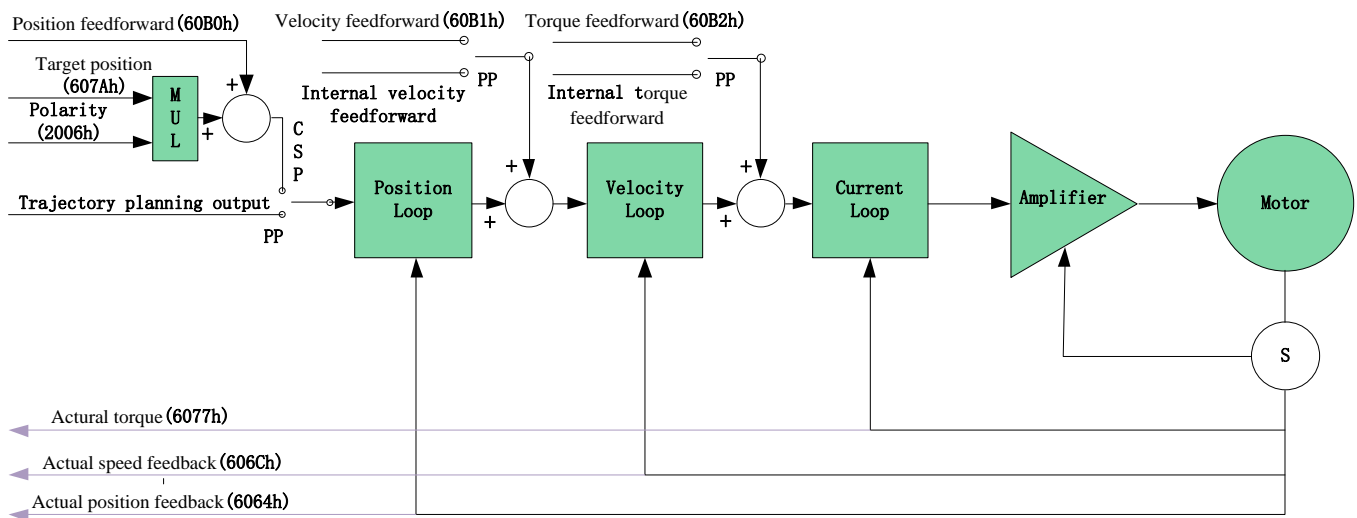 Position feedforward (60B0h)
Velocity feedforward (60B1h)
Torque feedforward (60B2h)
Target position
(607Ah)
Polarity
(2006h)
M
U
L
+
+
C
S
P
PP
Trajectory planning output
PP
Internal velocity
feedforward
PP
Internal torque
feedforward
+
+
+
+
Position
Loop
Velocity
Loop
Current
Loop
Amplifier
Motor
S
Actural torque (6077h)
Actual speed feedback (606Ch)
Actual position feedback (6064h)